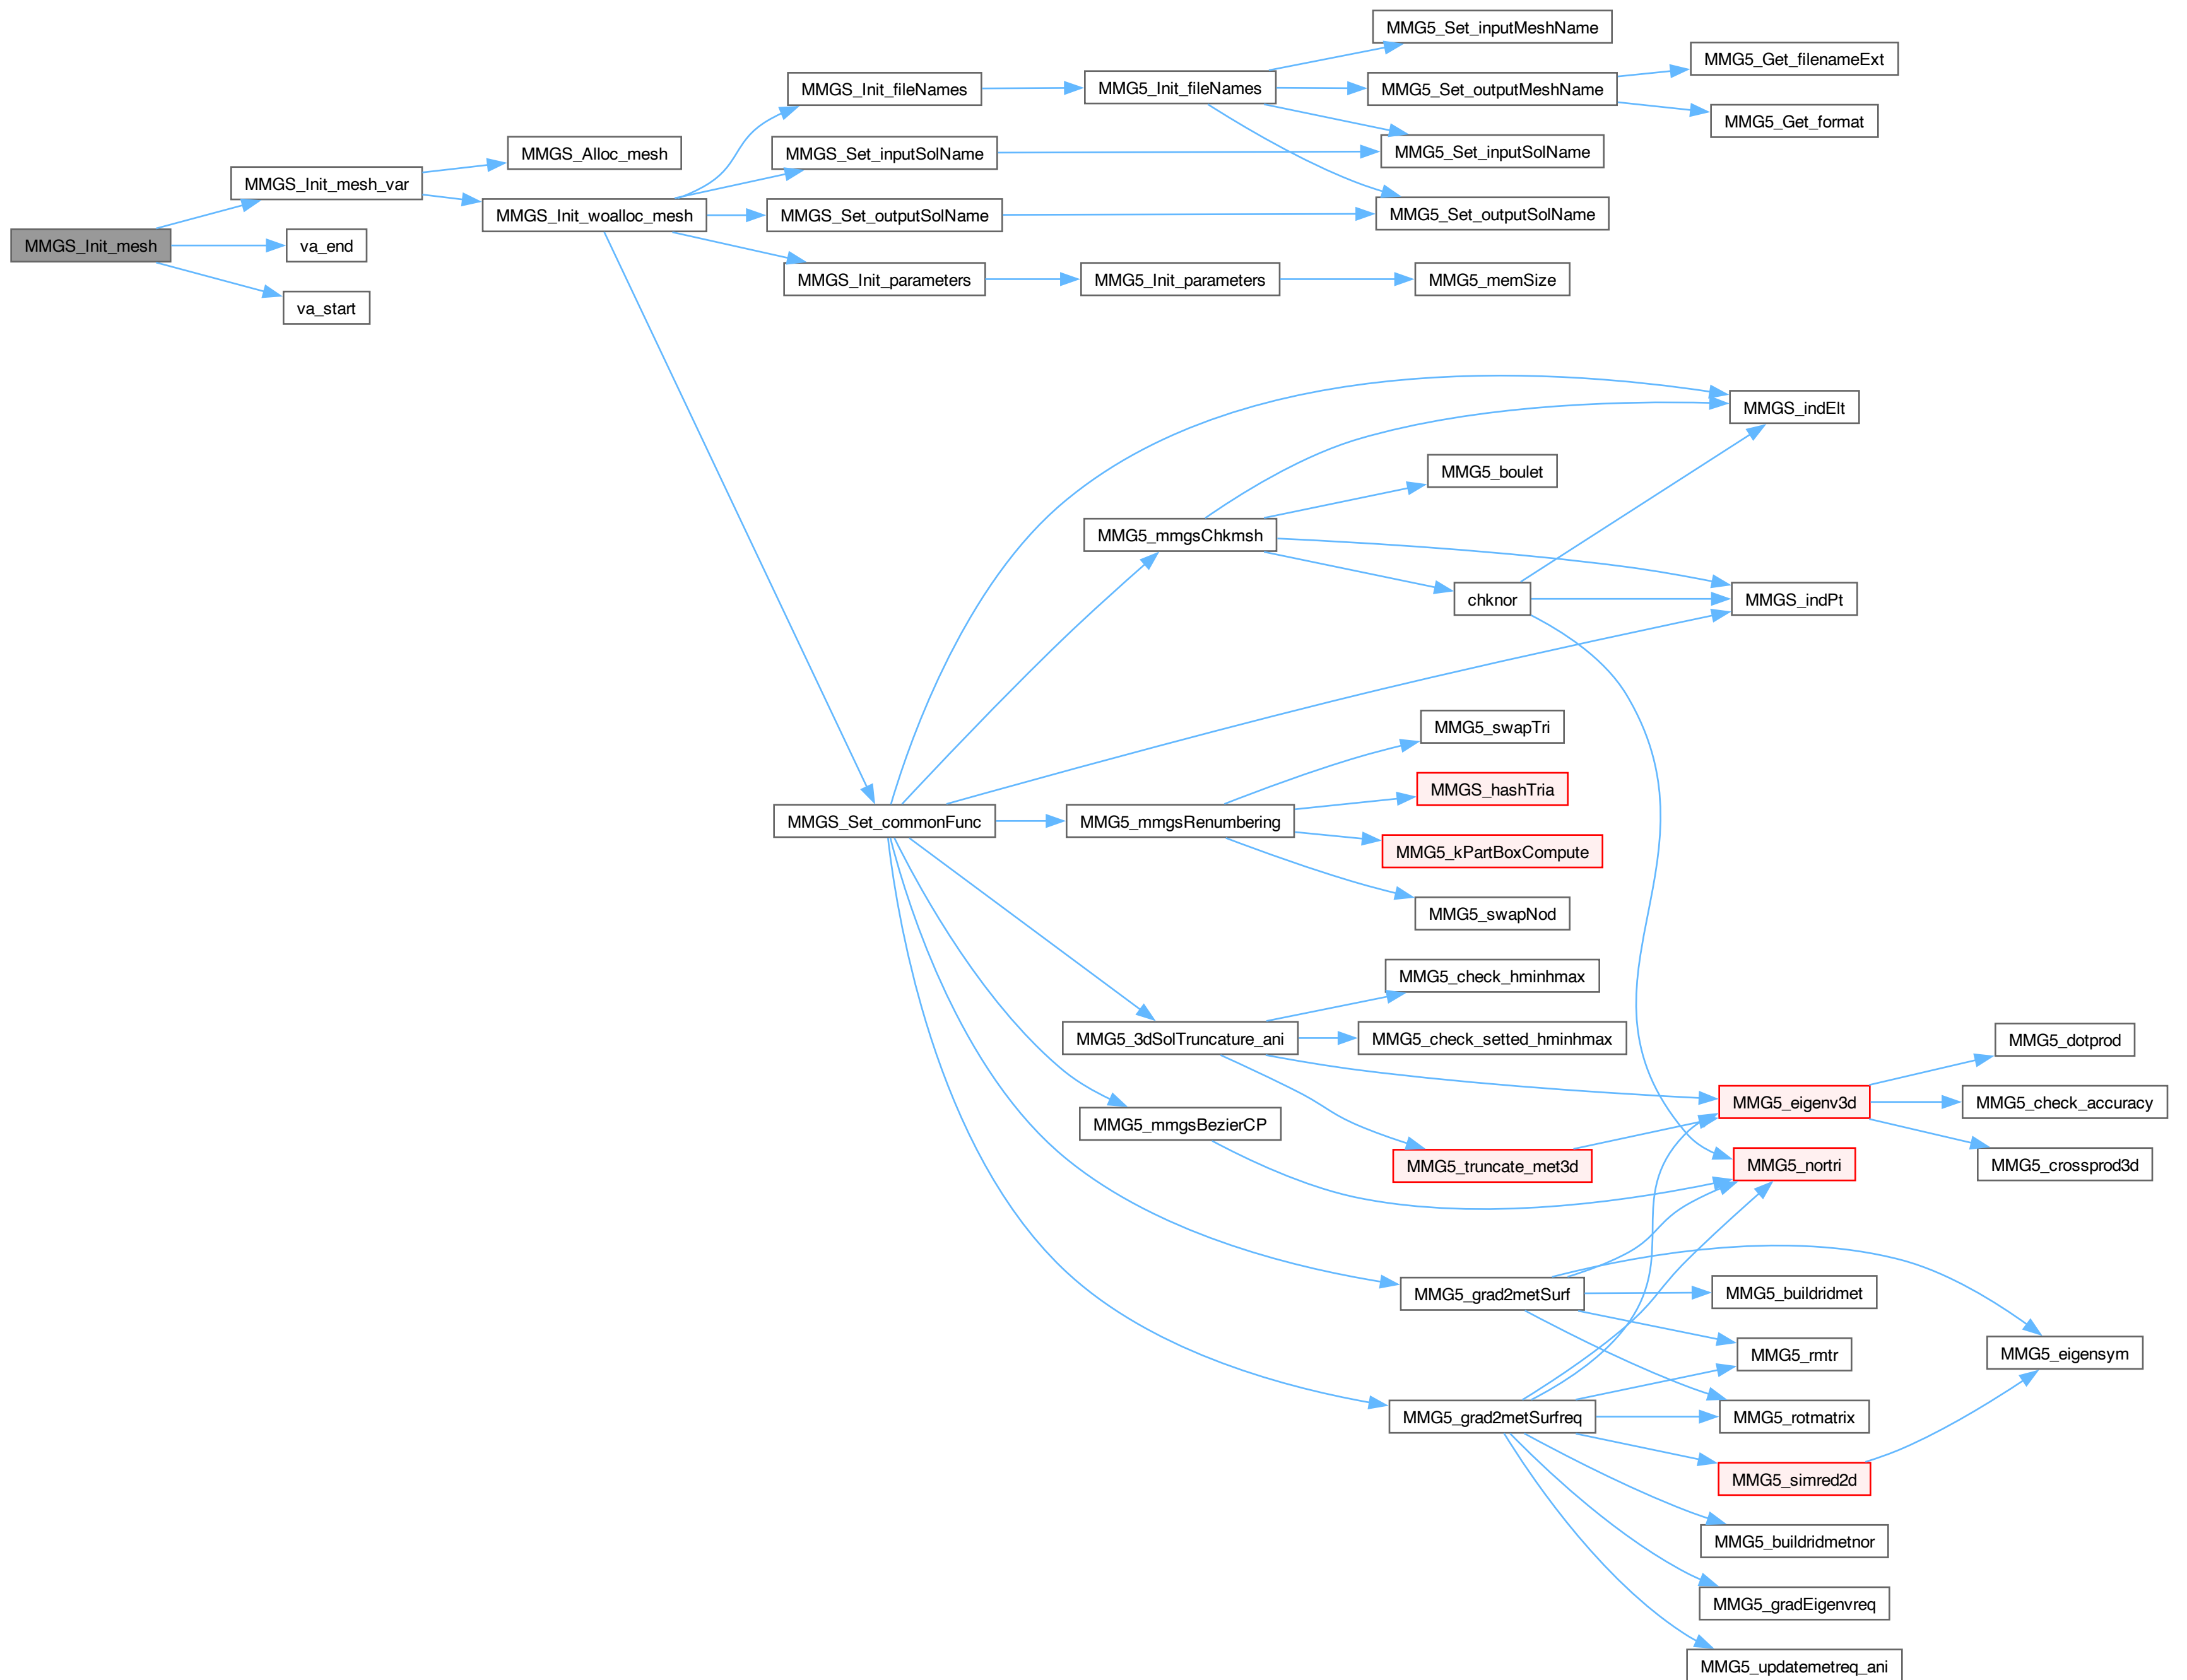 MMGS_Init_mesh
MMGS_Init_mesh_var
va_end
va_start
MMGS_Alloc_mesh
MMGS_Init_woalloc_mesh
MMGS_Init_fileNames
MMGS_Set_inputSolName
MMGS_Set_outputSolName
MMGS_Init_parameters
MMGS_Set_commonFunc
MMG5_Init_fileNames
MMG5_Init_parameters
MMG5_mmgsChkmsh
MMG5_mmgsRenumbering
MMG5_3dSolTruncature_ani
MMG5_mmgsBezierCP
MMG5_Set_inputMeshName
MMG5_Set_outputMeshName
MMG5_Set_inputSolName
MMG5_Set_outputSolName
MMG5_memSize
MMG5_boulet
chknor
MMG5_swapTri
MMGS_hashTria
MMG5_kPartBoxCompute
MMG5_swapNod
MMG5_check_hminhmax
MMG5_check_setted_hminhmax
MMG5_truncate_met3d
MMG5_grad2metSurf
MMG5_grad2metSurfreq
MMG5_Get_filenameExt
MMG5_Get_format
MMGS_indElt
MMGS_indPt
MMG5_eigenv3d
MMG5_nortri
MMG5_buildridmet
MMG5_rmtr
MMG5_rotmatrix
MMG5_simred2d
MMG5_buildridmetnor
MMG5_gradEigenvreq
MMG5_updatemetreq_ani
MMG5_dotprod
MMG5_check_accuracy
MMG5_crossprod3d
MMG5_eigensym